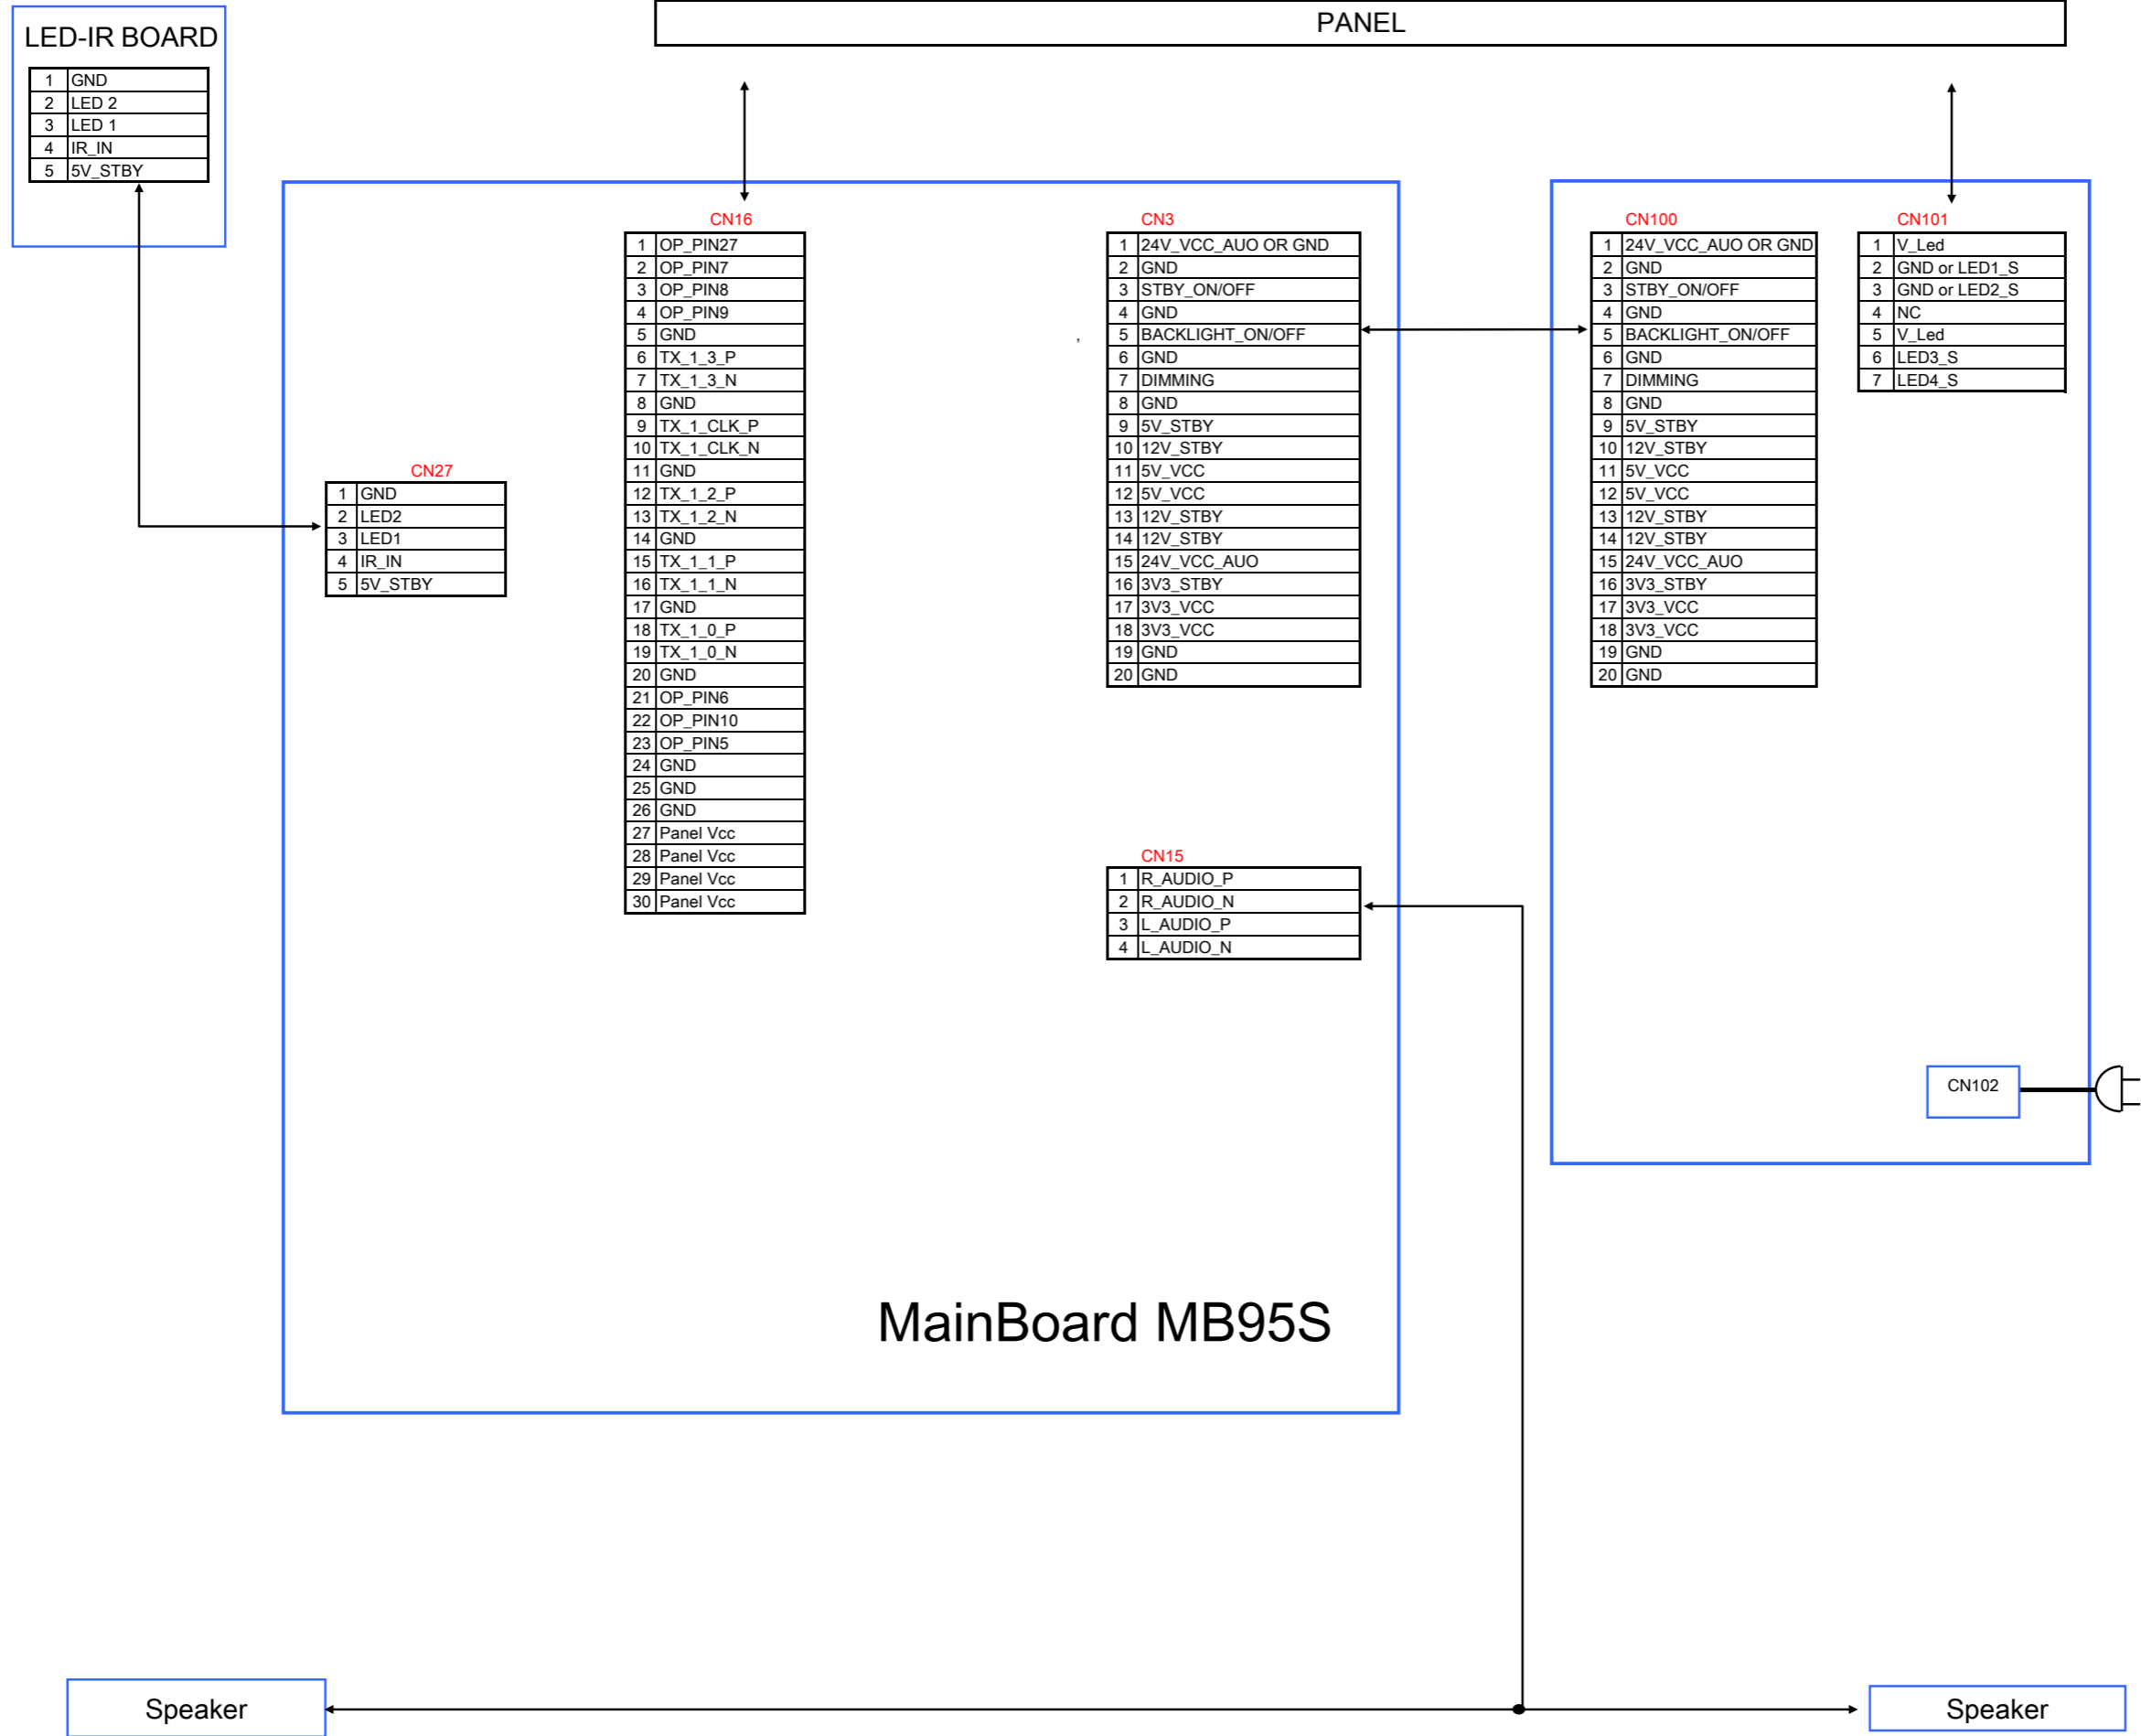 PANEL
LED-IR BOARD
1 GND
2 LED 2
3 LED 1
4 IR_IN
5 5V_STBY
CN27
1 GND
2 LED2
3 LED1
4 IR_IN
5 5V_STBY
CN16
1 OP_PIN27
2 OP_PIN7
3 OP_PIN8
4 OP_PIN9
5 GND
6 TX_1_3_P
7 TX_1_3_N
8 GND
9 TX_1_CLK_P
10 TX_1_CLK_N
11 GND
12 TX_1_2_P
13 TX_1_2_N
14 GND
15 TX_1_1_P
16 TX_1_1_N
17 GND
18 TX_1_0_P
19 TX_1_0_N
20 GND
21 OP_PIN6
22 OP_PIN10
23 OP_PIN5
24 GND
25 GND
26 GND
27 Panel Vcc
28 Panel Vcc
29 Panel Vcc
30 Panel Vcc
,
CN3
1 24V_VCC_AUO OR GND
2 GND
3 STBY_ON/OFF
4 GND
5 BACKLIGHT_ON/OFF
6 GND
7 DIMMING
8 GND
9 5V_STBY
10 12V_STBY
11 5V_VCC
12 5V_VCC
13 12V_STBY
14 12V_STBY
15 24V_VCC_AUO
16 3V3_STBY
17 3V3_VCC
18 3V3_VCC
19 GND
20 GND
CN15
1 R_AUDIO_P
2 R_AUDIO_N
3 L_AUDIO_P
4 L_AUDIO_N
CN100
1 24V_VCC_AUO OR GND
2 GND
3 STBY_ON/OFF
4 GND
5 BACKLIGHT_ON/OFF
6 GND
7 DIMMING
8 GND
9 5V_STBY
10 12V_STBY
11 5V_VCC
12 5V_VCC
13 12V_STBY
14 12V_STBY
15 24V_VCC_AUO
16 3V3_STBY
17 3V3_VCC
18 3V3_VCC
19 GND
20 GND
CN101
1 V_Led
2 GND or LED1_S
3 GND or LED2_S
4 NC
5 V_Led
6 LED3_S
7 LED4_S
CN102
MainBoard MB95S
Speaker
Speaker